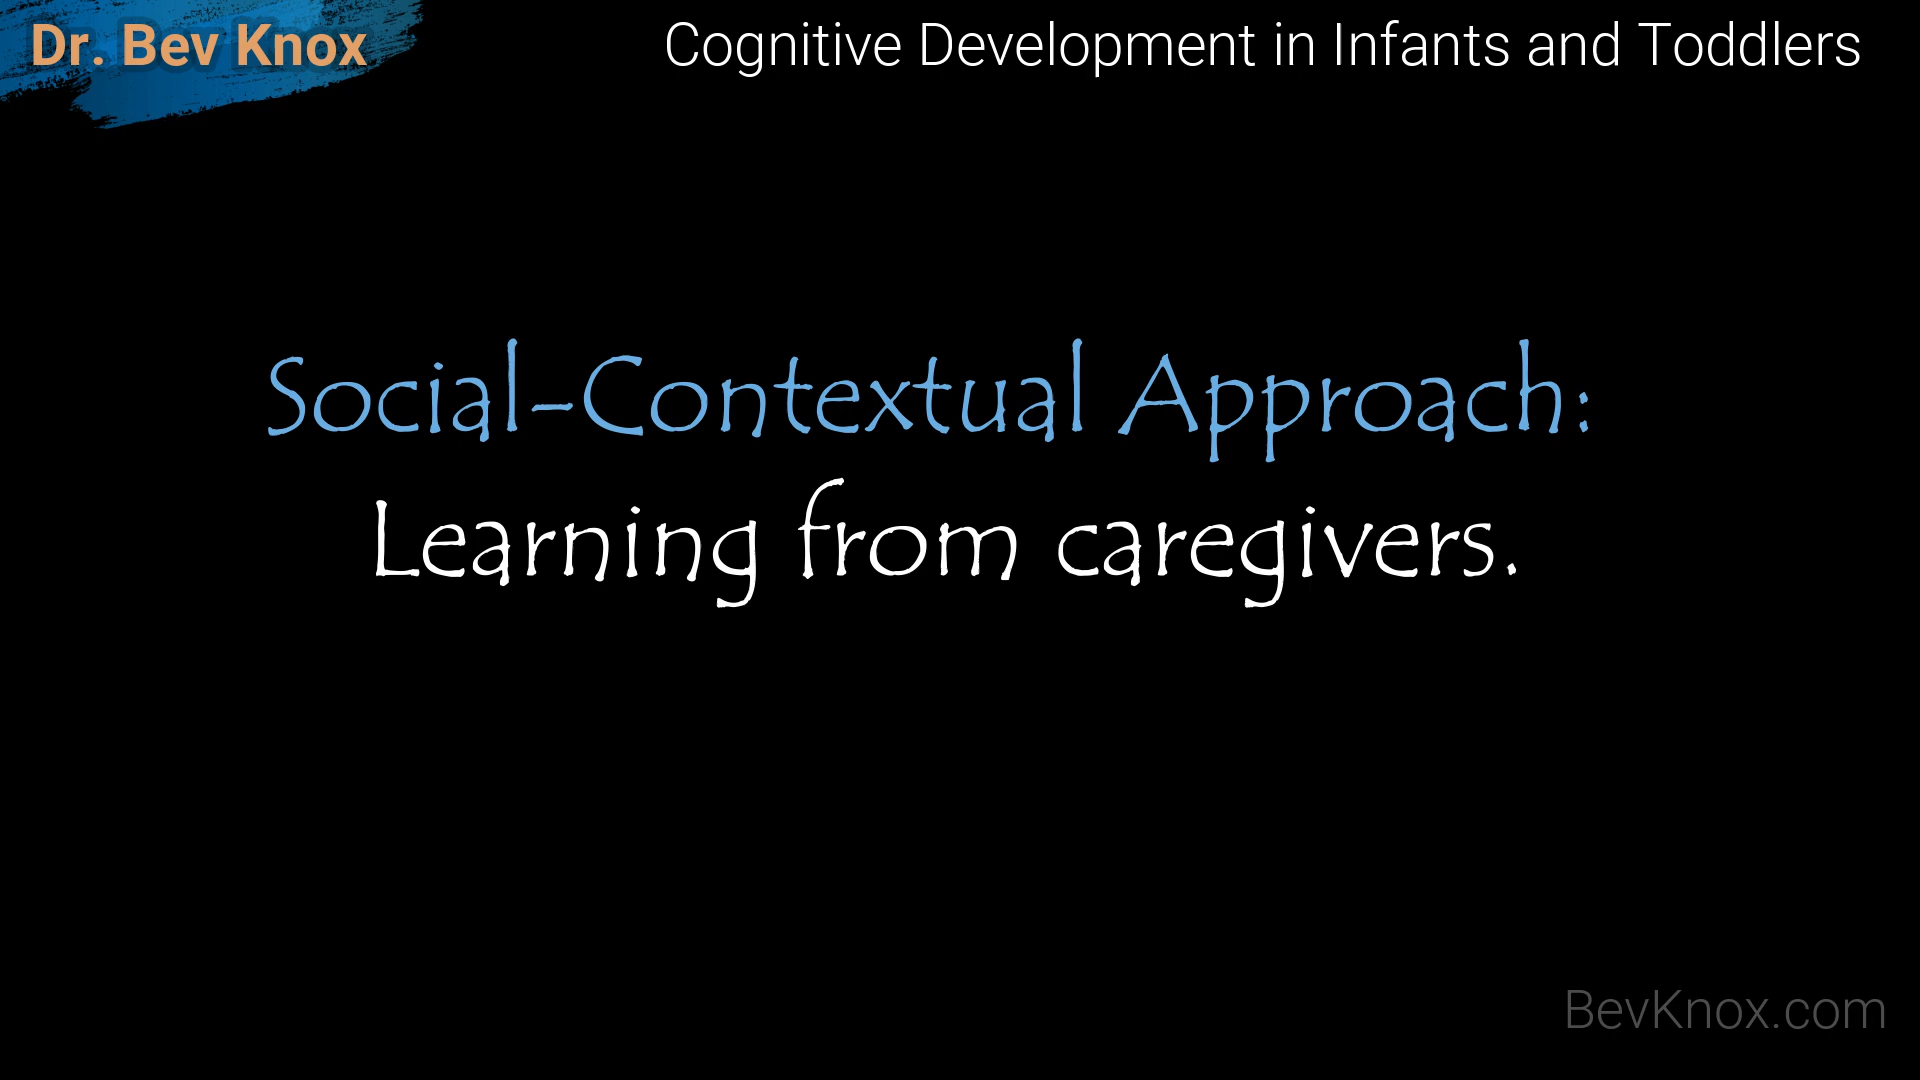 Dr. Bev Knox
Cognitive Development in Infants and Toddlers
Social-Contextual Approach:
Learning from caregivers.
BevKnox.com